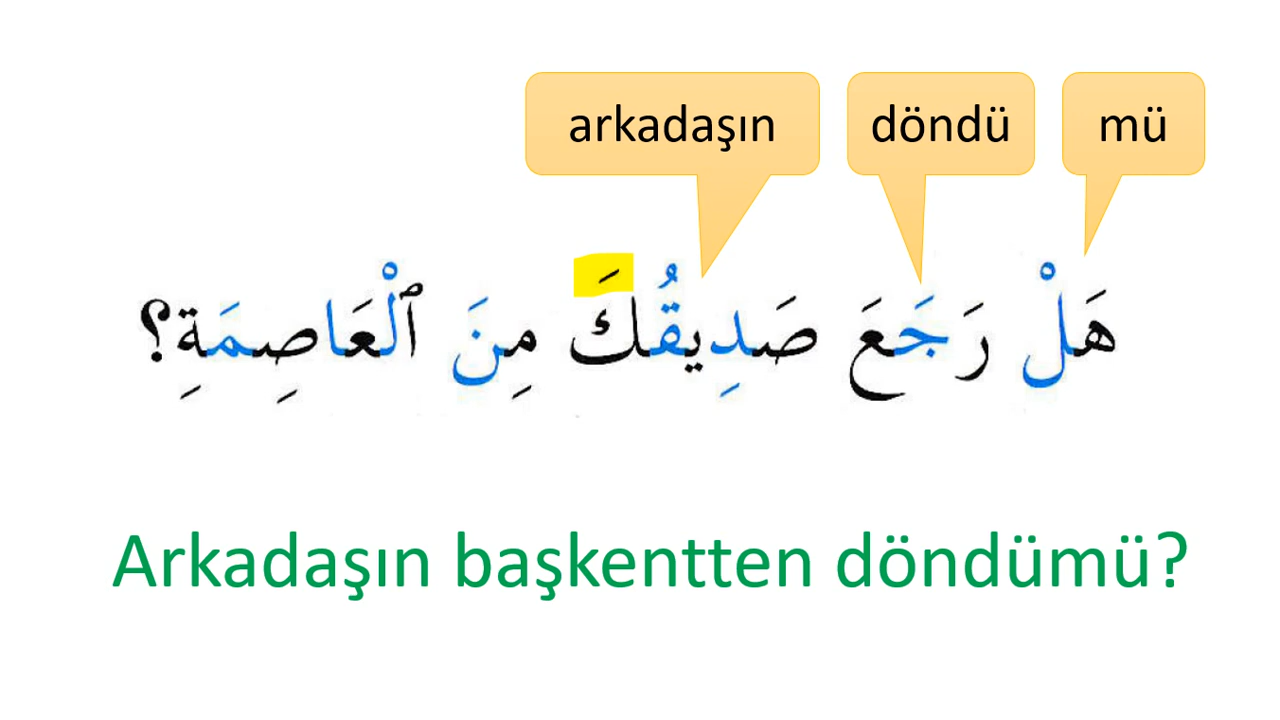 arkadaşın döndü mü
هَلْ رَجَعَ صَدِيقُكَ مِنَ ٱلْعَاصِمَةِ؟
Arkadaşın başkentten döndümü?